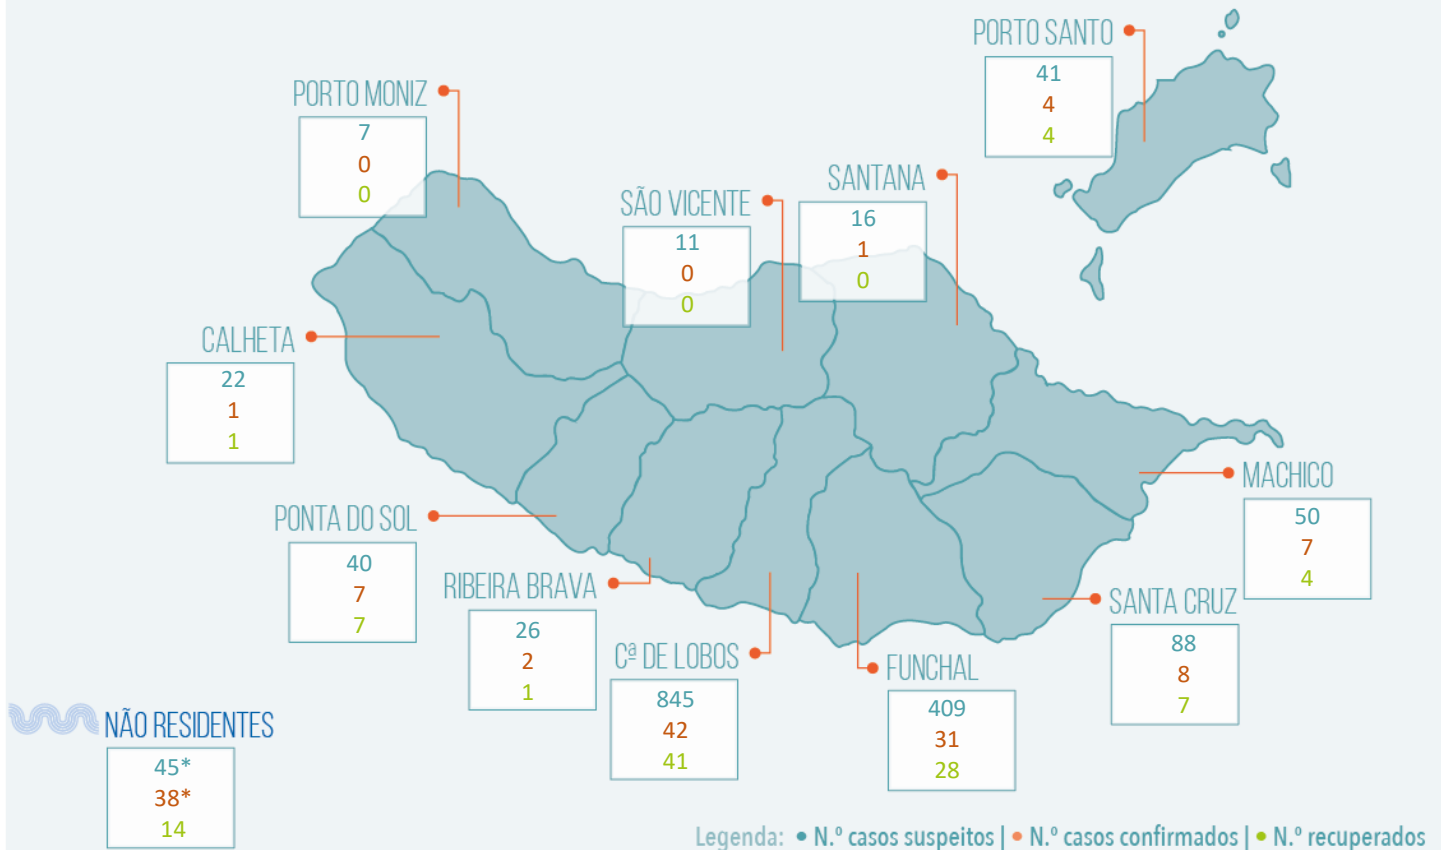 PORTO SANTO
41
4
4
PORTO MONIZ
7
0
0
SANTANA
16
1
0
SÃO VICENTE
11
0
0
CALHETA
22
1
1
MACHICO
50
7
4
PONTA DO SOL
40
7
7
RIBEIRA BRAVA
26
2
1
SANTA CRUZ
88
8
7
Cª DE LOBOS
845
42
41
FUNCHAL
409
31
28
NÃO RESIDENTES
45*
38*
14
Legenda: • N.º casos suspeitos | • N.º casos confirmados | • N.º recuperados